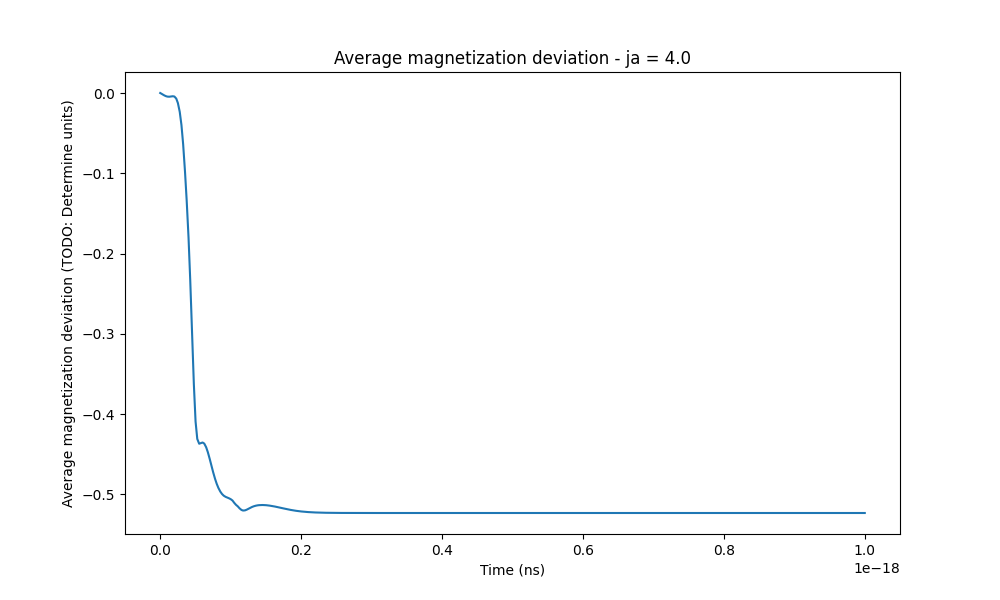 Average magnetization deviation - ja = 4.0
Average magnetization deviation (TODO: Determine units)
0.0
−0.1
−0.2
−0.3
−0.4
−0.5
0.0 0.2 0.4 0.6 0.8 1.0
1e−18
Time (ns)